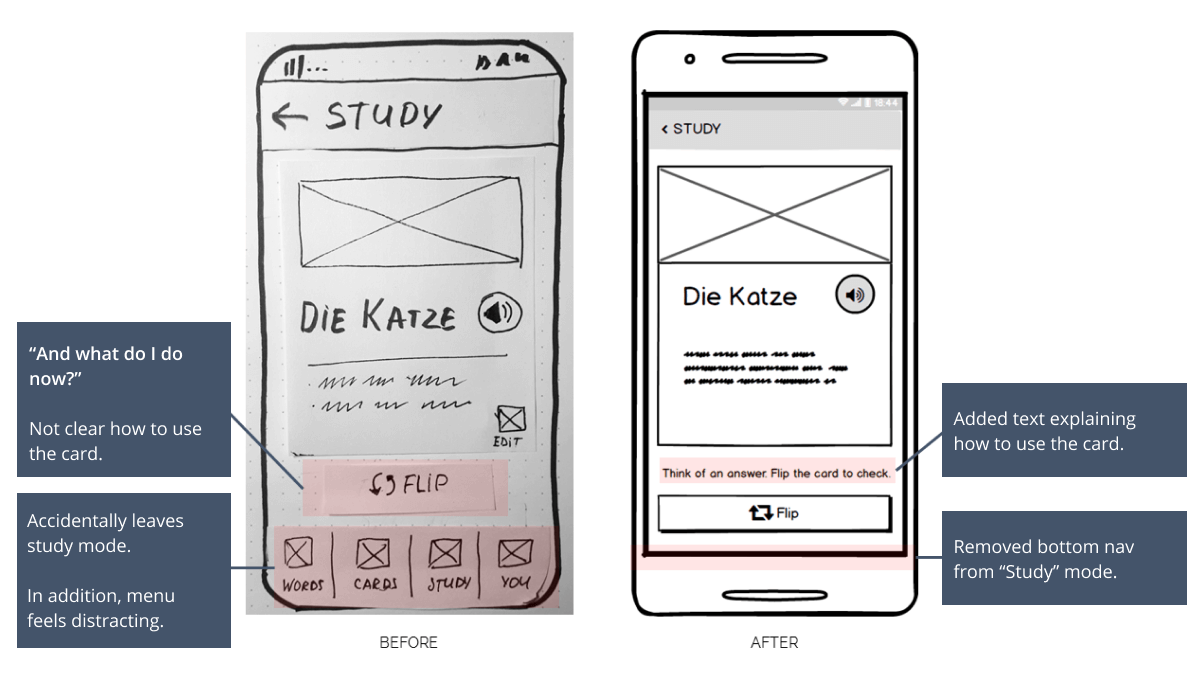 STUDY
DIE KATZE
EDIT
FLIP
WORDS
CARDS
STUDY
YOU
BEFORE
“And what do I do
now?”
Not clear how to use
the card.
Accidentally leaves
study mode.
In addition, menu
feels distracting.
18:44
< STUDY
Die Katze
Think of an answer. Flip the card to check.
Flip
AFTER
Added text explaining
how to use the card.
Removed bottom nav
from “Study” mode.